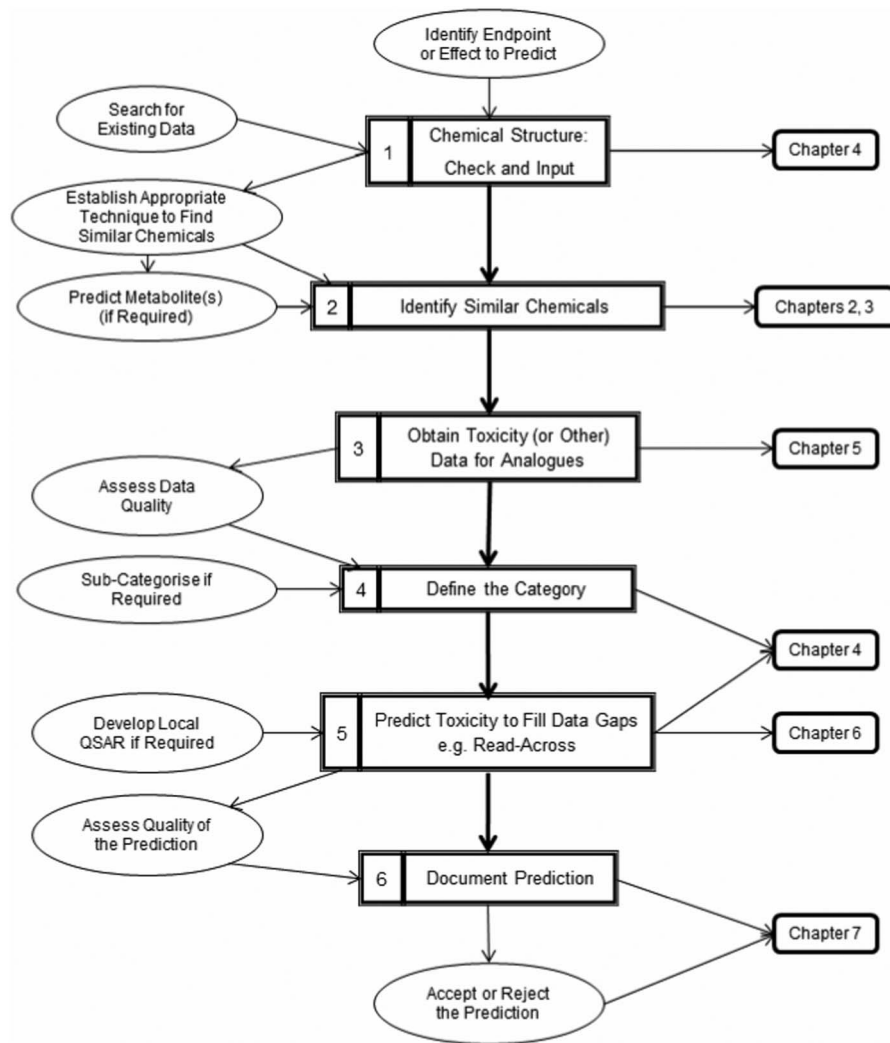 Identify Endpoint
or Effect to Predict
Search for
Existing Data
1
Chemical Structure:
Check and Input
Chapter 4
Establish Appropriate
Technique to Find
Similar Chemicals
Predict Metabolite(s)
(if Required)
2
Identify Similar Chemicals
Chapters 2, 3
3
Obtain Toxicity (or Other)
Data for Analogues
Chapter 5
Assess Data
Quality
Sub-Categorise if
Required
4
Define the Category
Chapter 4
Develop Local
QSAR if Required
5
Predict Toxicity to Fill Data Gaps
e.g. Read-Across
Chapter 6
Assess Quality of
the Prediction
6
Document Prediction
Chapter 7
Accept or Reject
the Prediction